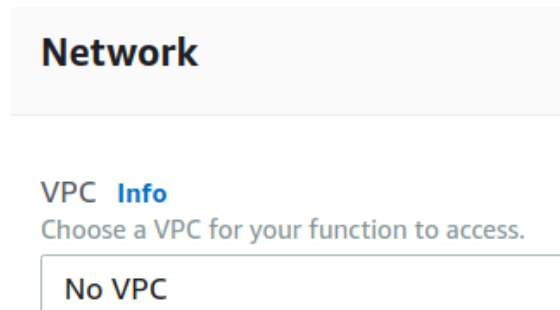 Network
VPC Info
Choose a VPC for your function to access.
No VPC